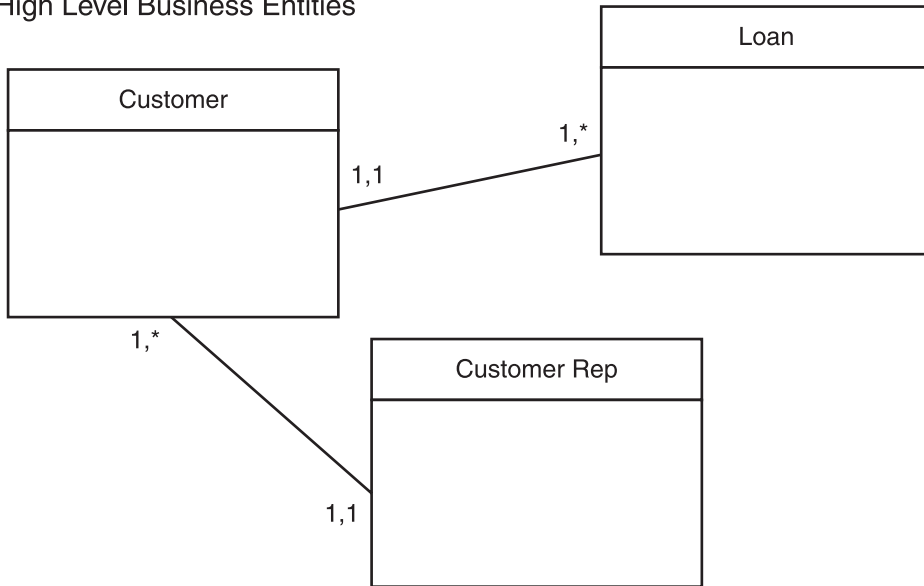 High Level Business Entities
Loan
Customer
1,*
1,1
1,*
Customer Rep
1,1